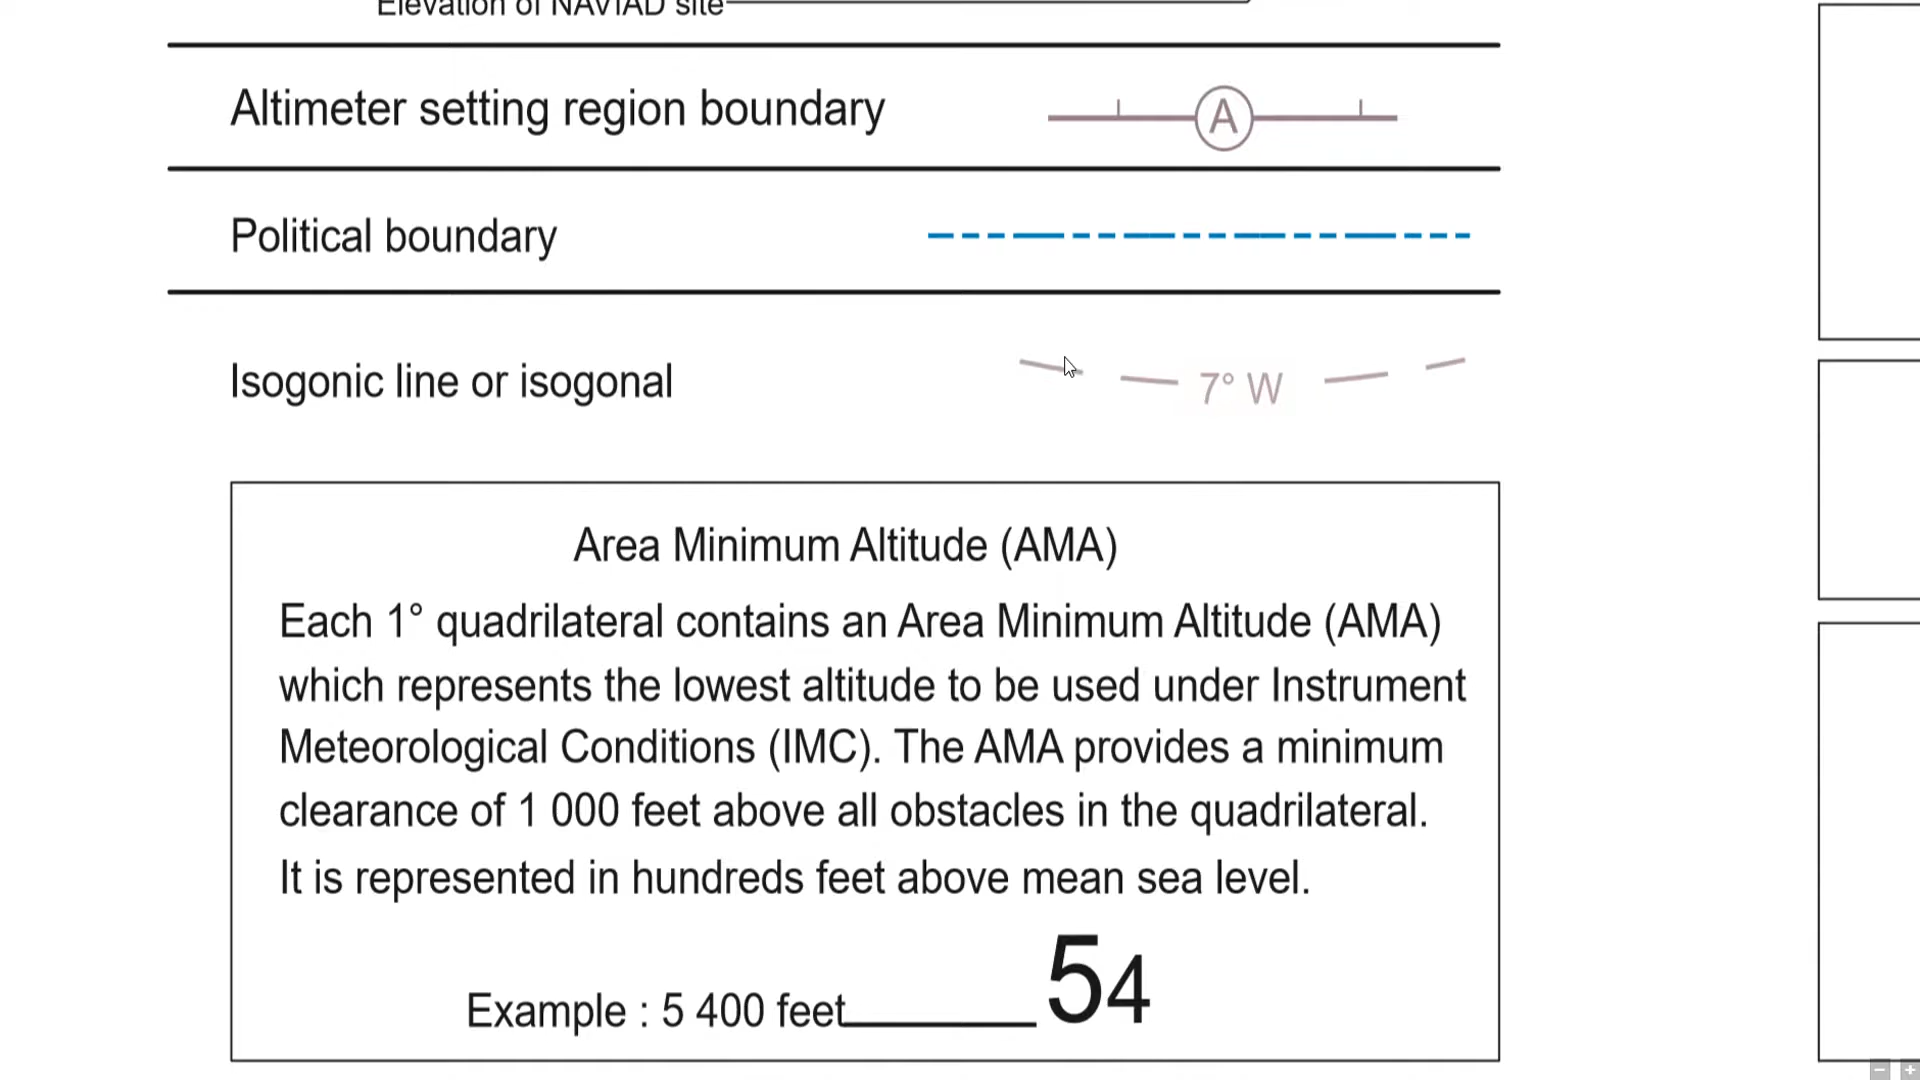 Elevation of NAVIAD site
Altimeter setting region boundary
A
Political boundary
Isogonic line or isogonal
7° W
Area Minimum Altitude (AMA)
Each 1° quadrilateral contains an Area Minimum Altitude (AMA)
which represents the lowest altitude to be used under Instrument
Meteorological Conditions (IMC). The AMA provides a minimum
clearance of 1 000 feet above all obstacles in the quadrilateral.
It is represented in hundreds feet above mean sea level.
Example : 5 400 feet 54